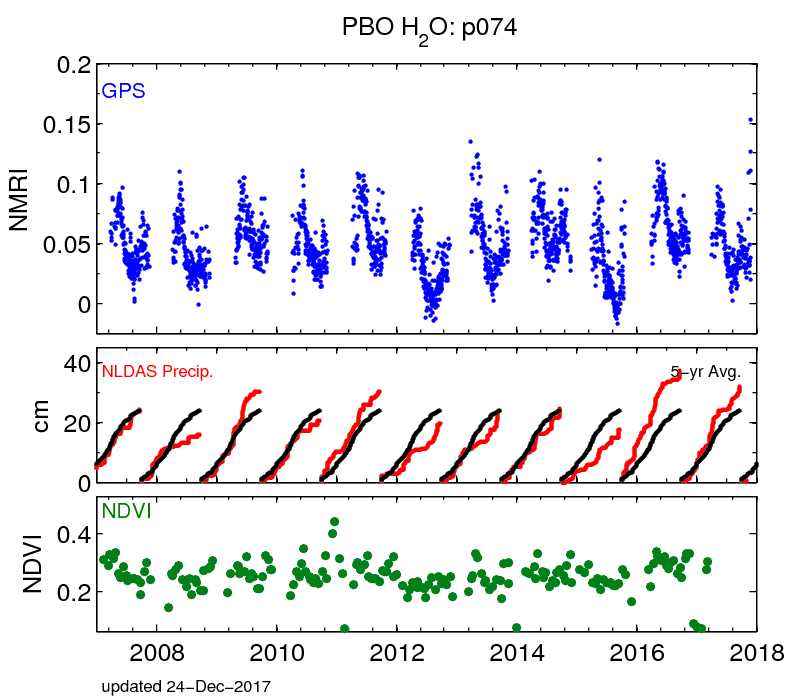 PBO H2O: p074
0.2
GPS
0.15
0.1
NMRI
0.05
0
40
NLDAS Precip.
5-yr Avg.
cm
20
0
NDVI
0.4
NDVI
0.2
2008 2010 2012 2014 2016 2018
updated 24-Dec-2017